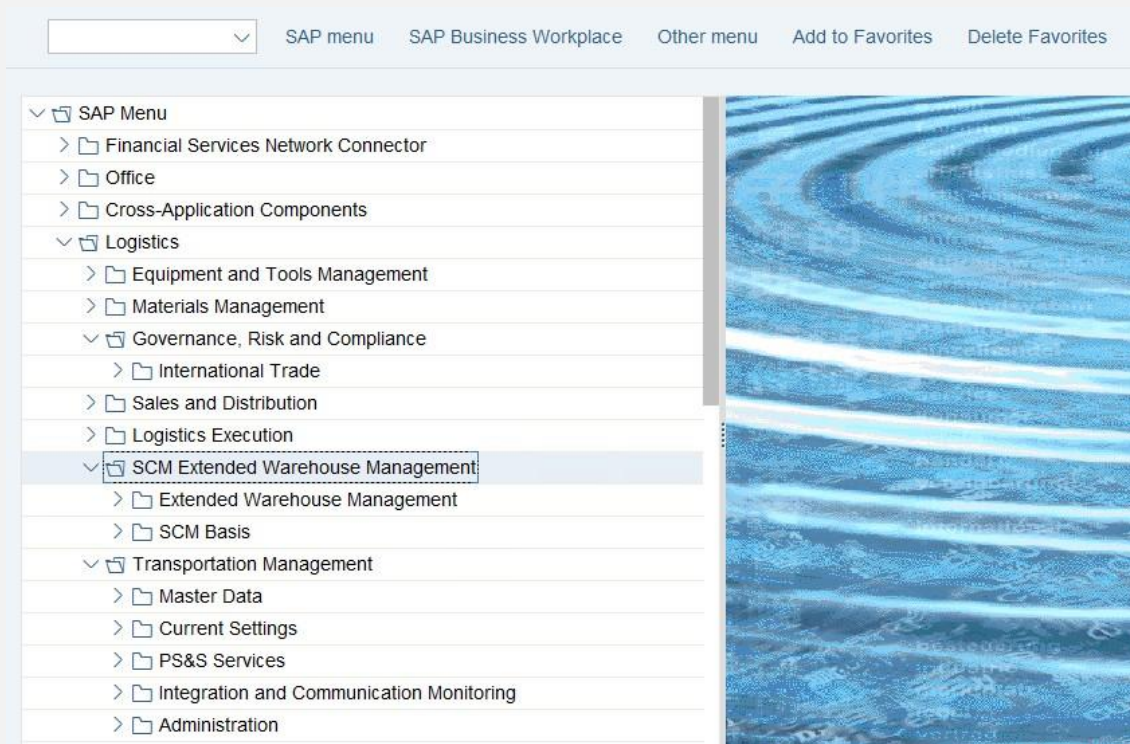 SAP menu SAP Business Workplace Other menu Add to Favorites Delete Favorites
SAP Menu
Financial Services Network Connector
Office
Cross-Application Components
Logistics
Equipment and Tools Management
Materials Management
Governance, Risk and Compliance
International Trade
Sales and Distribution
Logistics Execution
SCM Extended Warehouse Management
Extended Warehouse Management
SCM Basis
Transportation Management
Master Data
Current Settings
PS&S Services
Integration and Communication Monitoring
Administration